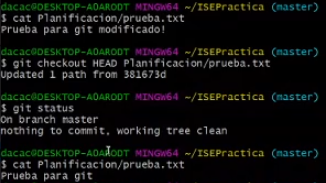 dacac@DESKTOP-A0ARODT MINGW64 ~/ISEPractica (master)
$ cat Planificacion/prueba.txt
Prueba para git modificado!
dacac@DESKTOP-A0ARODT MINGW64 ~/ISEPractica (master)
$ git checkout HEAD Planificacion/prueba.txt
Updated 1 path from 381673d
dacac@DESKTOP-A0ARODT MINGW64 ~/ISEPractica (master)
$ git status
On branch master
nothing to commit, working tree clean
dacac@DESKTOP-A0ARODT MINGW64 ~/ISEPractica (master)
$ cat Planificacion/prueba.txt
Prueba para git